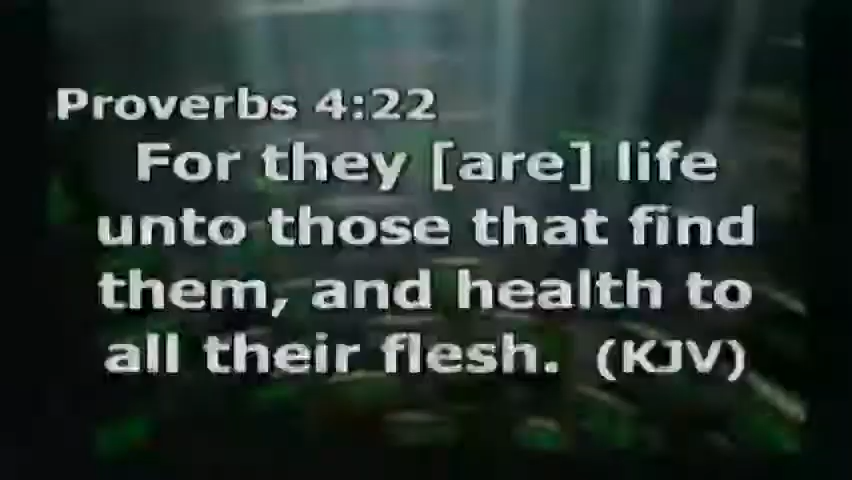 Proverbs 4:22
For they [are] life
unto those that find
them, and health to
all their flesh. (KJV)